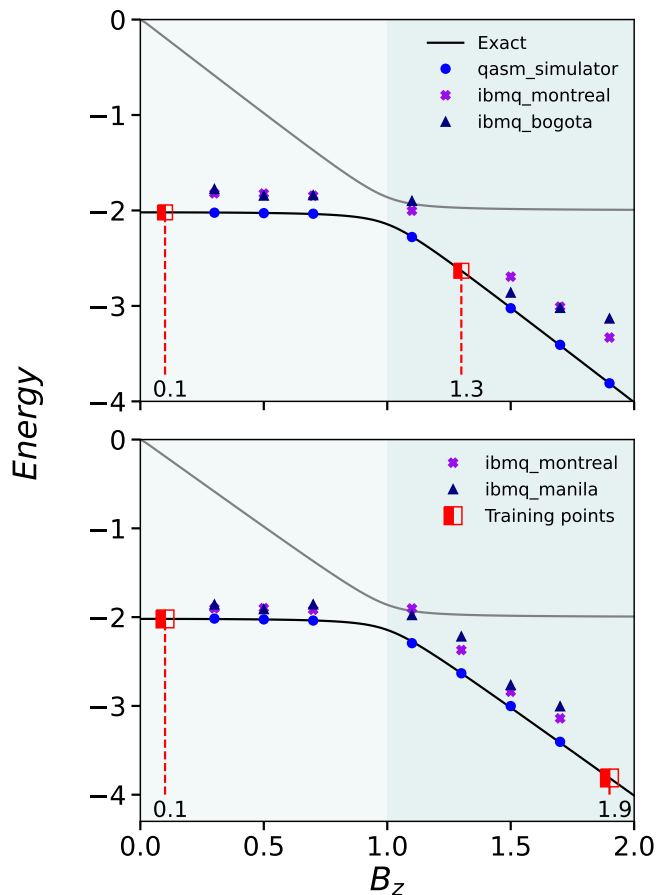 0
−1
−2
−3
−4
Exact
qasm_simulator
ibmq_montreal
ibmq_bogota
0.1
1.3
Energy
0
−1
−2
−3
−4
ibmq_montreal
ibmq_manila
Training points
0.1
1.9
0.0
0.5
1.0
1.5
2.0
B_z